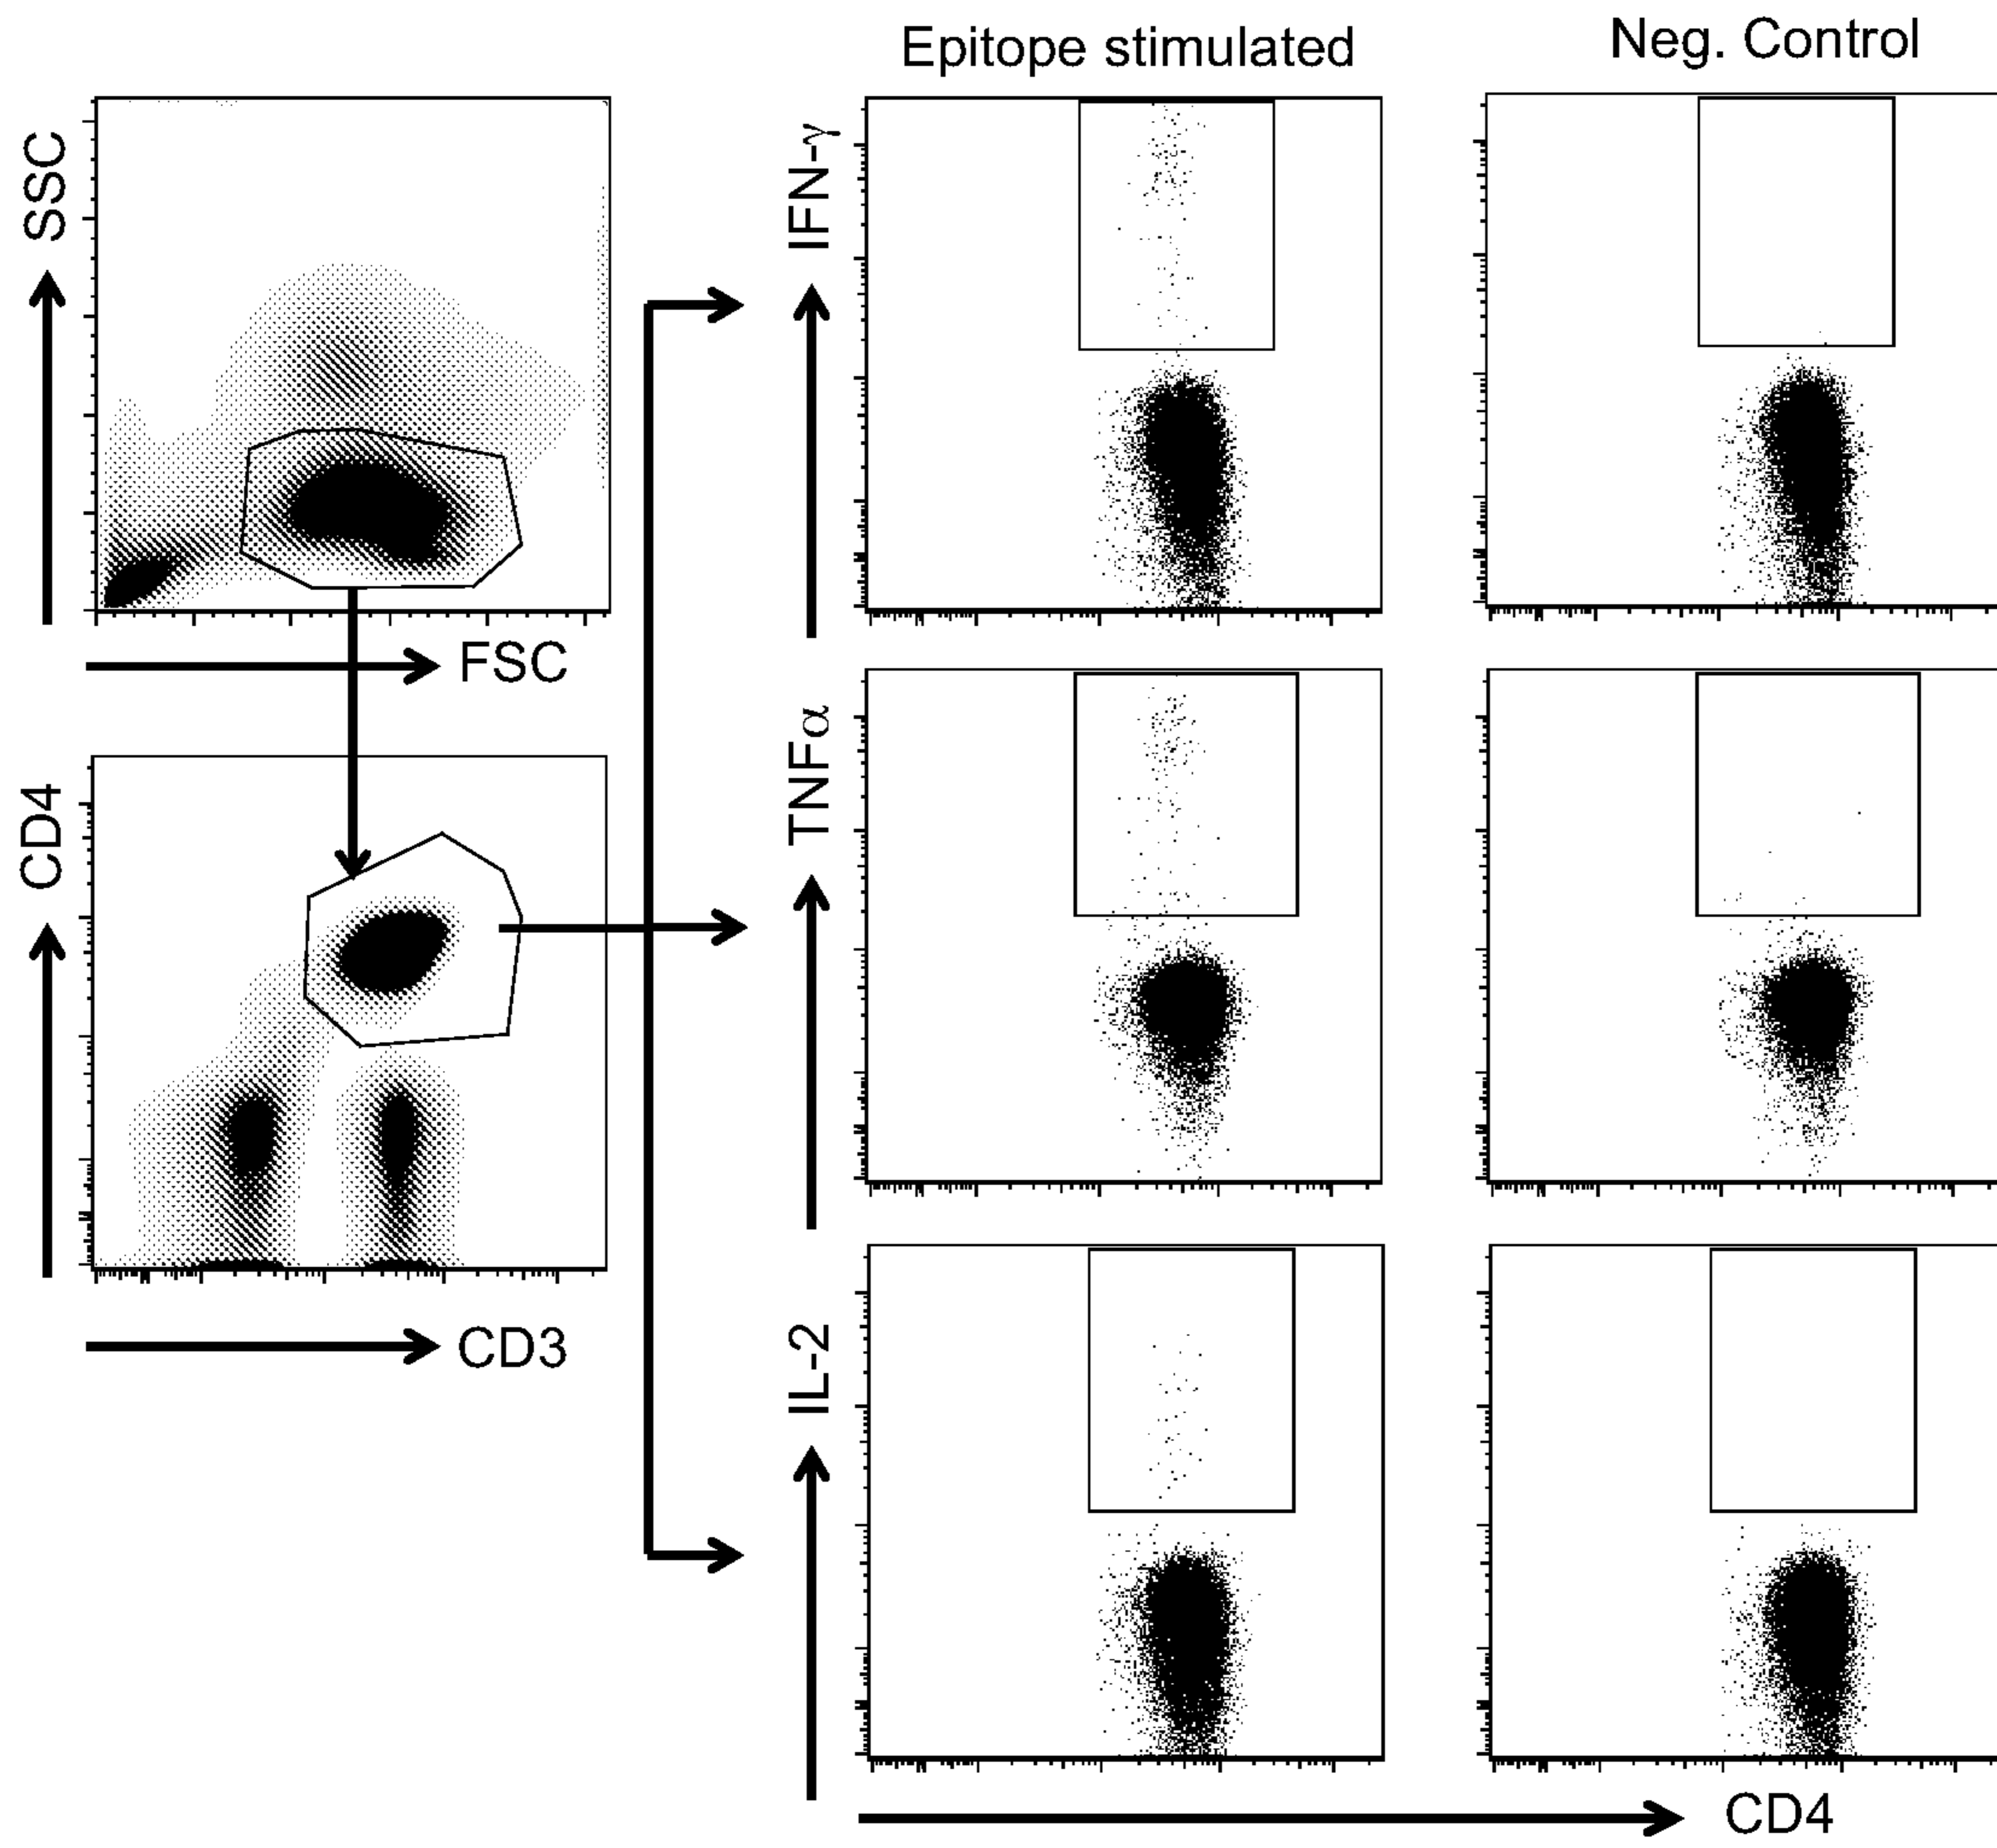 Epitope stimulated
Neg. Control
SSC
FSC
CD4
CD3
IFN-γ
TNFα
IL-2
CD4